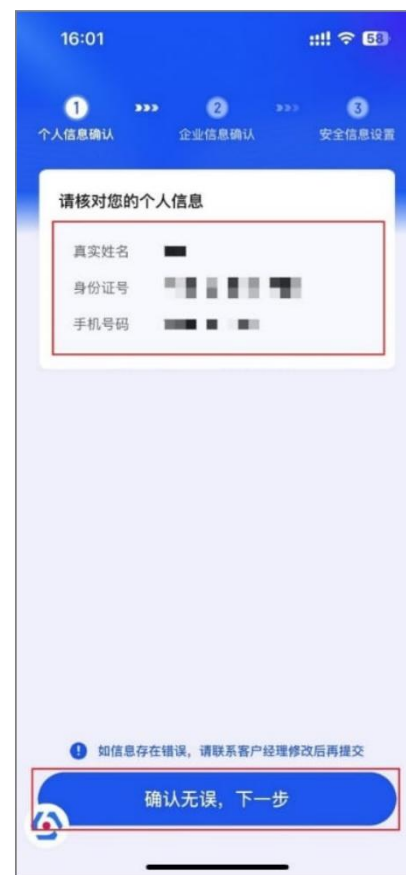 16:01
58
1 >>> 2 >>> 3
个人信息确认 企业信息确认 安全信息设置
请核对您的个人信息
真实姓名
身份证号
手机号码
! 如信息存在错误，请联系客户经理修改后再提交
确认无误，下一步